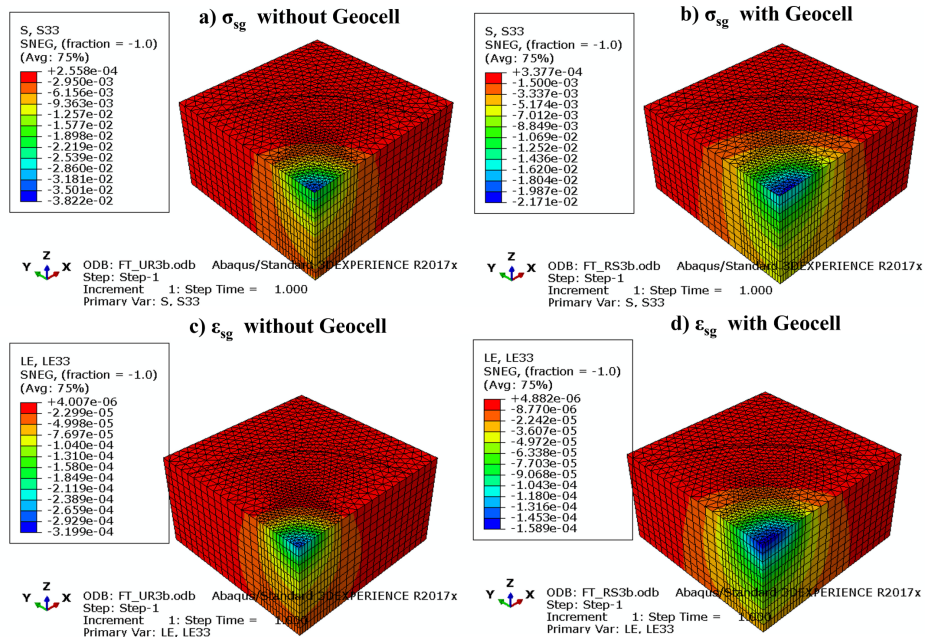 a) σsg without Geocell
S, S33
SNEG, (fraction = -1.0)
(Avg: 75%)
+2.558e-04
-2.950e-03
-6.156e-03
-9.363e-03
-1.257e-02
-1.577e-02
-1.898e-02
-2.219e-02
-2.539e-02
-2.860e-02
-3.181e-02
-3.501e-02
-3.822e-02
Z
Y X
ODB: FT_UR3b.odb Abaqus/Standard 3DEXPERIENCE R2017x
Step: Step-1
Increment 1: Step Time = 1.000
Primary Var: S, S33
b) σsg with Geocell
S, S33
SNEG, (fraction = -1.0)
(Avg: 75%)
+3.377e-04
-1.500e-03
-3.337e-03
-5.174e-03
-7.012e-03
-8.849e-03
-1.069e-02
-1.252e-02
-1.436e-02
-1.620e-02
-1.804e-02
-1.987e-02
-2.171e-02
Z
Y X
ODB: FT_RS3b.odb Abaqus/Standard 3DEXPERIENCE R2017x
Step: Step-1
Increment 1: Step Time = 1.000
Primary Var: S, S33
c) εsg without Geocell
LE, LE33
SNEG, (fraction = -1.0)
(Avg: 75%)
+4.007e-06
-2.299e-05
-4.998e-05
-7.697e-05
-1.040e-04
-1.310e-04
-1.580e-04
-1.849e-04
-2.119e-04
-2.389e-04
-2.659e-04
-2.929e-04
-3.199e-04
Z
Y X
ODB: FT_UR3b.odb Abaqus/Standard 3DEXPERIENCE R2017x
Step: Step-1
Increment 1: Step Time = 1.000
Primary Var: LE, LE33
d) εsg with Geocell
LE, LE33
SNEG, (fraction = -1.0)
(Avg: 75%)
+4.882e-06
-8.770e-06
-2.242e-05
-3.607e-05
-4.972e-05
-6.338e-05
-7.703e-05
-9.068e-05
-1.043e-04
-1.180e-04
-1.316e-04
-1.453e-04
-1.589e-04
Z
Y X
ODB: FT_RS3b.odb Abaqus/Standard 3DEXPERIENCE R2017x
Step: Step-1
Increment 1: Step Time = 1.000
Primary Var: LE, LE33